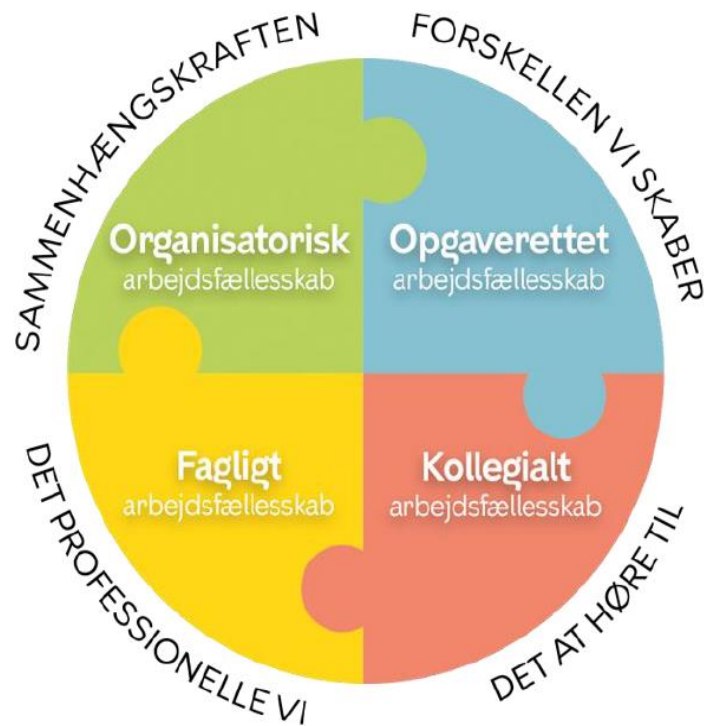 SAMMENHÆNGSKRAFTEN
FORSKELLEN VI SKABER
Organisatorisk
arbejdsfællesskab
Opgaverettet
arbejdsfællesskab
Fagligt
arbejdsfællesskab
Kollegialt
arbejdsfællesskab
DET PROFESSIONELLE VI
DET AT HØRE TIL